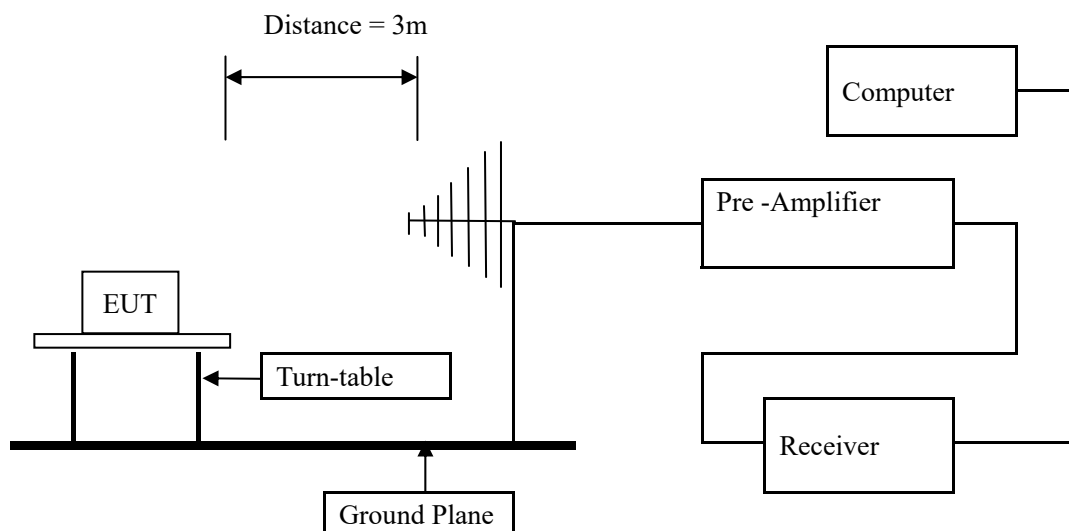 Distance = 3m
Computer
Pre -Amplifier
EUT
Turn-table
Receiver
Ground Plane